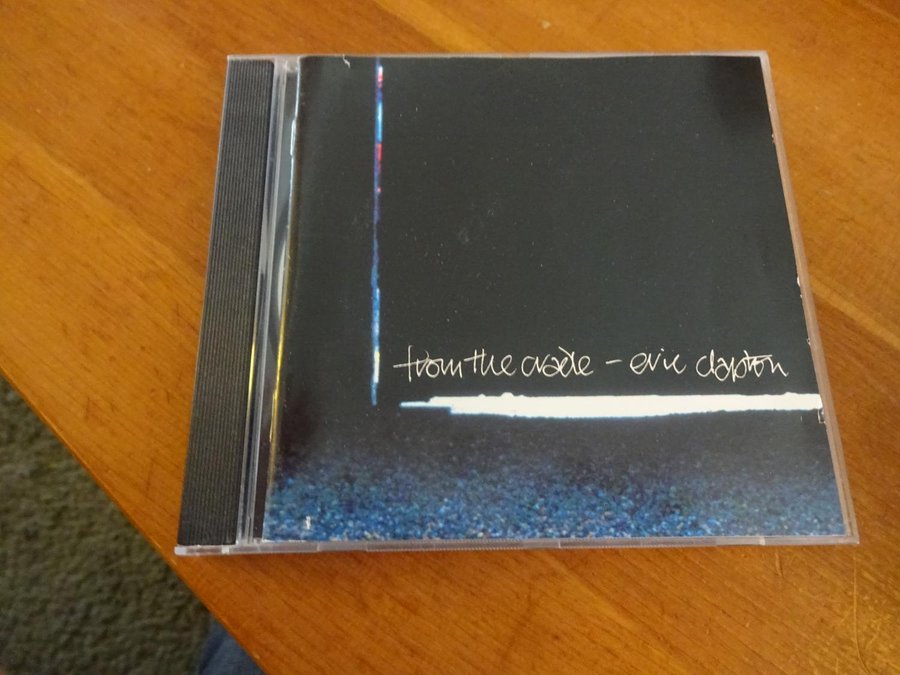 from the cradle - eric clapton